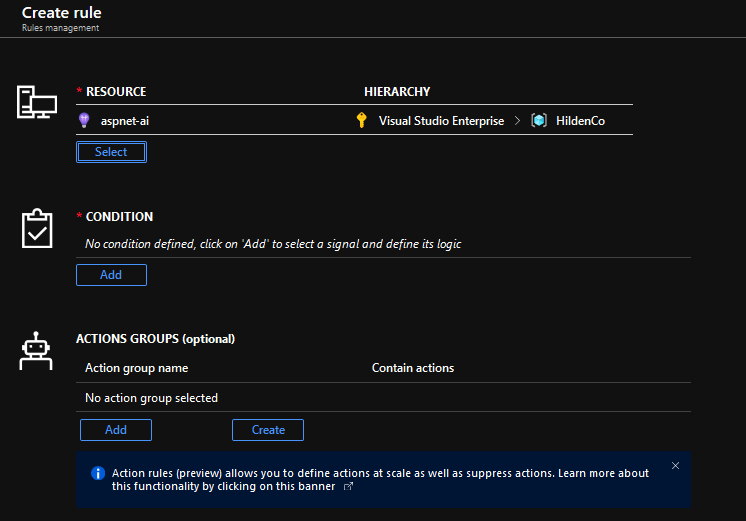 Create rule
Rules management
* RESOURCE HIERARCHY
aspnet-ai Visual Studio Enterprise > HildenCo
Select
* CONDITION
No condition defined, click on 'Add' to select a signal and define its logic
Add
ACTIONS GROUPS (optional)
Action group name Contain actions
No action group selected
Add Create
Action rules (preview) allows you to define actions at scale as well as suppress actions. Learn more about
this functionality by clicking on this banner